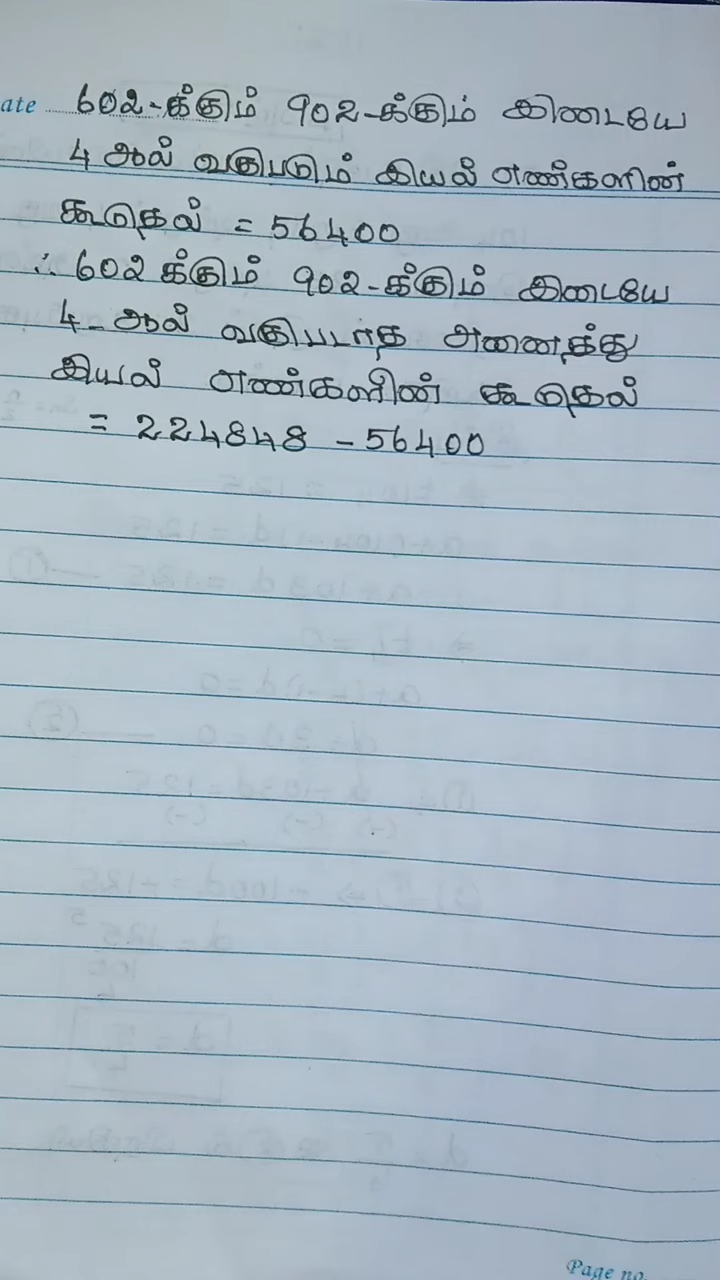 ate 602-க்கும் 902-க்கும் இடையே
4 ஆல் வகுபடும் இயல் எண்களின்
கூடுதல் = 56400
∴ 602 க்கும் 902-க்கும் இடையே
4-ஆல் வகுபடாத அனைத்து
இயல் எண்களின் கூடுதல்
= 224848 - 56400
Page no.